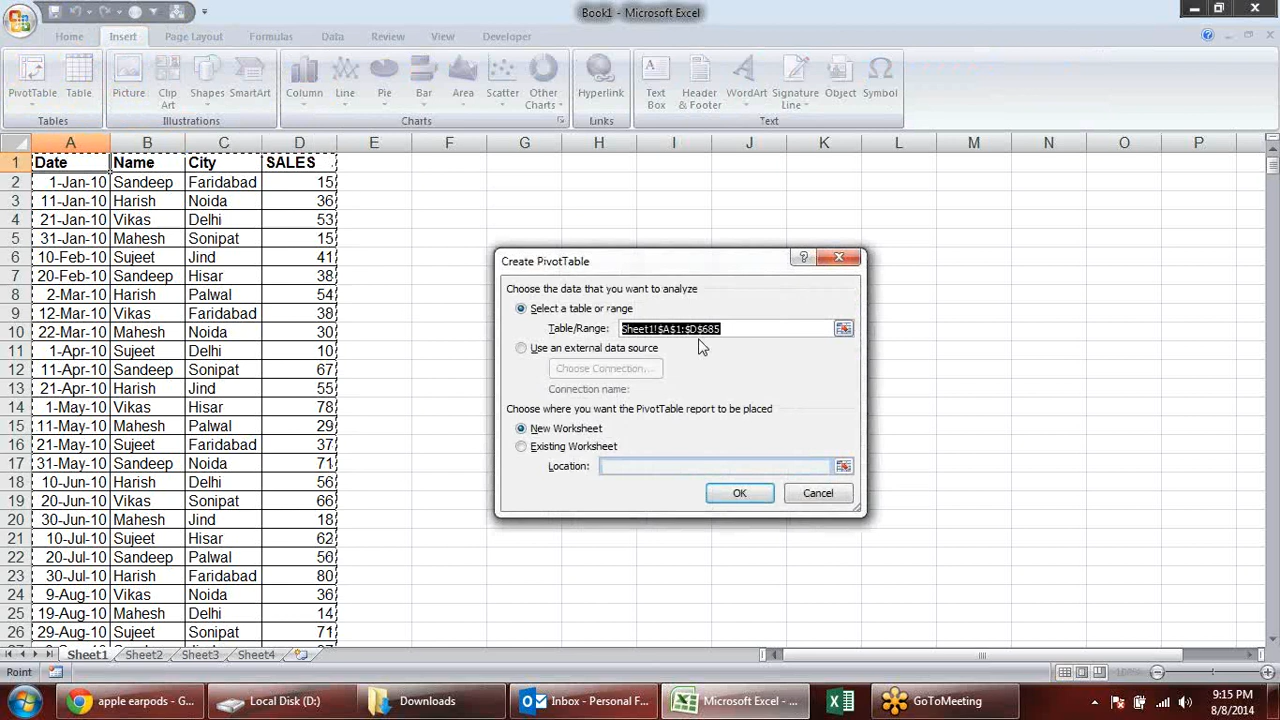 Book1 - Microsoft Excel
Home Insert Page Layout Formulas Data Review View Developer
PivotTable Table Picture Clip Art Shapes SmartArt Column Line Pie Bar Area Scatter Other Charts Hyperlink Text Box Header & Footer WordArt Signature Line Object Symbol
Tables Illustrations Charts Links Text
A B C D E F G H I J K L M N O P
1 Date Name City SALES
2 1-Jan-10 Sandeep Faridabad 15
3 11-Jan-10 Harish Noida 36
4 21-Jan-10 Vikas Delhi 53
5 31-Jan-10 Mahesh Sonipat 15
6 10-Feb-10 Sujeet Jind 41
7 20-Feb-10 Sandeep Hisar 38
8 2-Mar-10 Harish Palwal 54
9 12-Mar-10 Vikas Faridabad 38
10 22-Mar-10 Mahesh Noida 30
11 1-Apr-10 Sujeet Delhi 10
12 11-Apr-10 Sandeep Sonipat 67
13 21-Apr-10 Harish Jind 55
14 1-May-10 Vikas Hisar 78
15 11-May-10 Mahesh Palwal 29
16 21-May-10 Sujeet Faridabad 37
17 31-May-10 Sandeep Noida 71
18 10-Jun-10 Harish Delhi 56
19 20-Jun-10 Vikas Sonipat 66
20 30-Jun-10 Mahesh Jind 18
21 10-Jul-10 Sujeet Hisar 62
22 20-Jul-10 Sandeep Palwal 56
23 30-Jul-10 Harish Faridabad 80
24 9-Aug-10 Vikas Noida 36
25 19-Aug-10 Mahesh Delhi 14
26 29-Aug-10 Sujeet Sonipat 71
Create PivotTable
Choose the data that you want to analyze
Select a table or range
Table/Range: Sheet1!$A$1:$D$685
Use an external data source
Choose Connection...
Connection name:
Choose where you want the PivotTable report to be placed
New Worksheet
Existing Worksheet
Location:
OK Cancel
Sheet1 Sheet2 Sheet3 Sheet4
Point
apple earpods - G... Local Disk (D:) Downloads Inbox - Personal F... Microsoft Excel - ... GoToMeeting
9:15 PM
8/8/2014